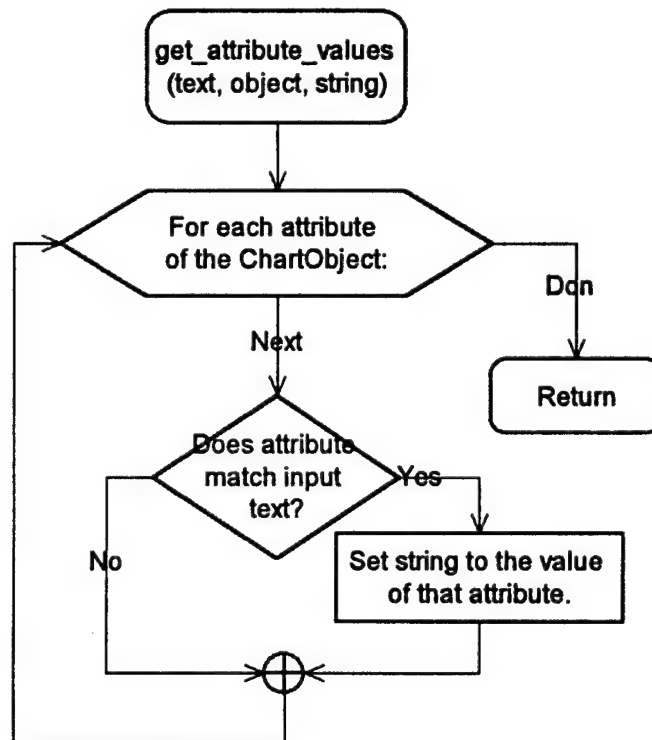 get_attribute_values
(text, object, string)
For each attribute
of the ChartObject:
Don
Next
Return
Does attribute
match input
text?
Yes
No
Set string to the value
of that attribute.